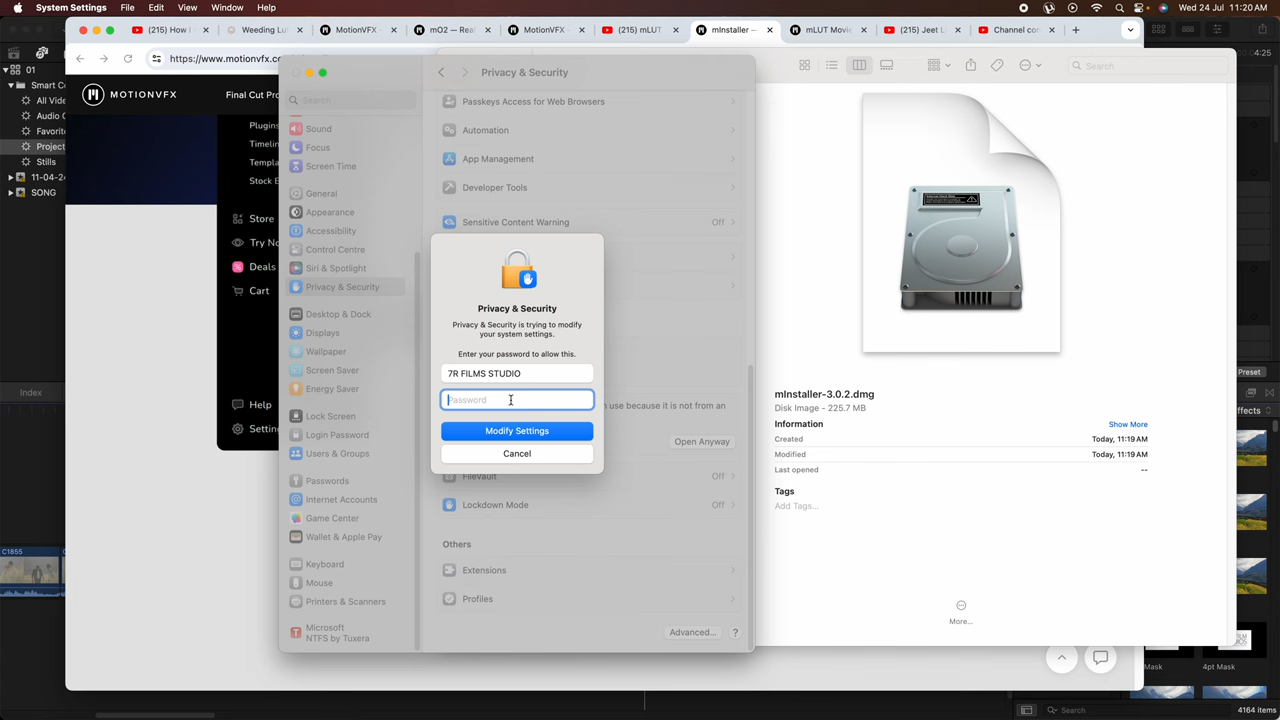 System Settings File Edit View Window Help Wed 24 Jul 11:20 AM
(215) How Weeding Lu MotionVFX - mO2 — Real MotionVFX - (215) mLUT mInstaller — mLUT Movie (215) Jeet L Channel con
https://www.motionvfx.c
4:25
01
Smart C
All Vide
Audio C
Favorit
Project
Stills
11-04-24
SONG
MOTIONVFX
Final Cut Pro
Plugins
Timelin
Templa
Stock E
Store
Try No
Deals
Cart
Help
Settin
Index
C1855
Search
Sound
Focus
Screen Time
General
Appearance
Accessibility
Control Centre
Siri & Spotlight
Privacy & Security
Desktop & Dock
Displays
Wallpaper
Screen Saver
Energy Saver
Lock Screen
Login Password
Users & Groups
Passwords
Internet Accounts
Game Center
Wallet & Apple Pay
Keyboard
Mouse
Printers & Scanners
Microsoft
NTFS by Tuxera
Privacy & Security
Passkeys Access for Web Browsers
Automation
App Management
Developer Tools
Sensitive Content Warning Off
n use because it is not from an
Open Anyway
FileVault Off
Lockdown Mode Off
Others
Extensions
Profiles
Advanced... ?
Privacy & Security
Privacy & Security is trying to modify
your system settings.
Enter your password to allow this.
7R FILMS STUDIO
Password
Modify Settings
Cancel
Search
mInstaller-3.0.2.dmg
Disk Image - 225.7 MB
Information Show More
Created Today, 11:19 AM
Modified Today, 11:19 AM
Last opened --
Tags
Add Tags...
More...
Preset
ffects
Mask 4pt Mask
Search 4164 items